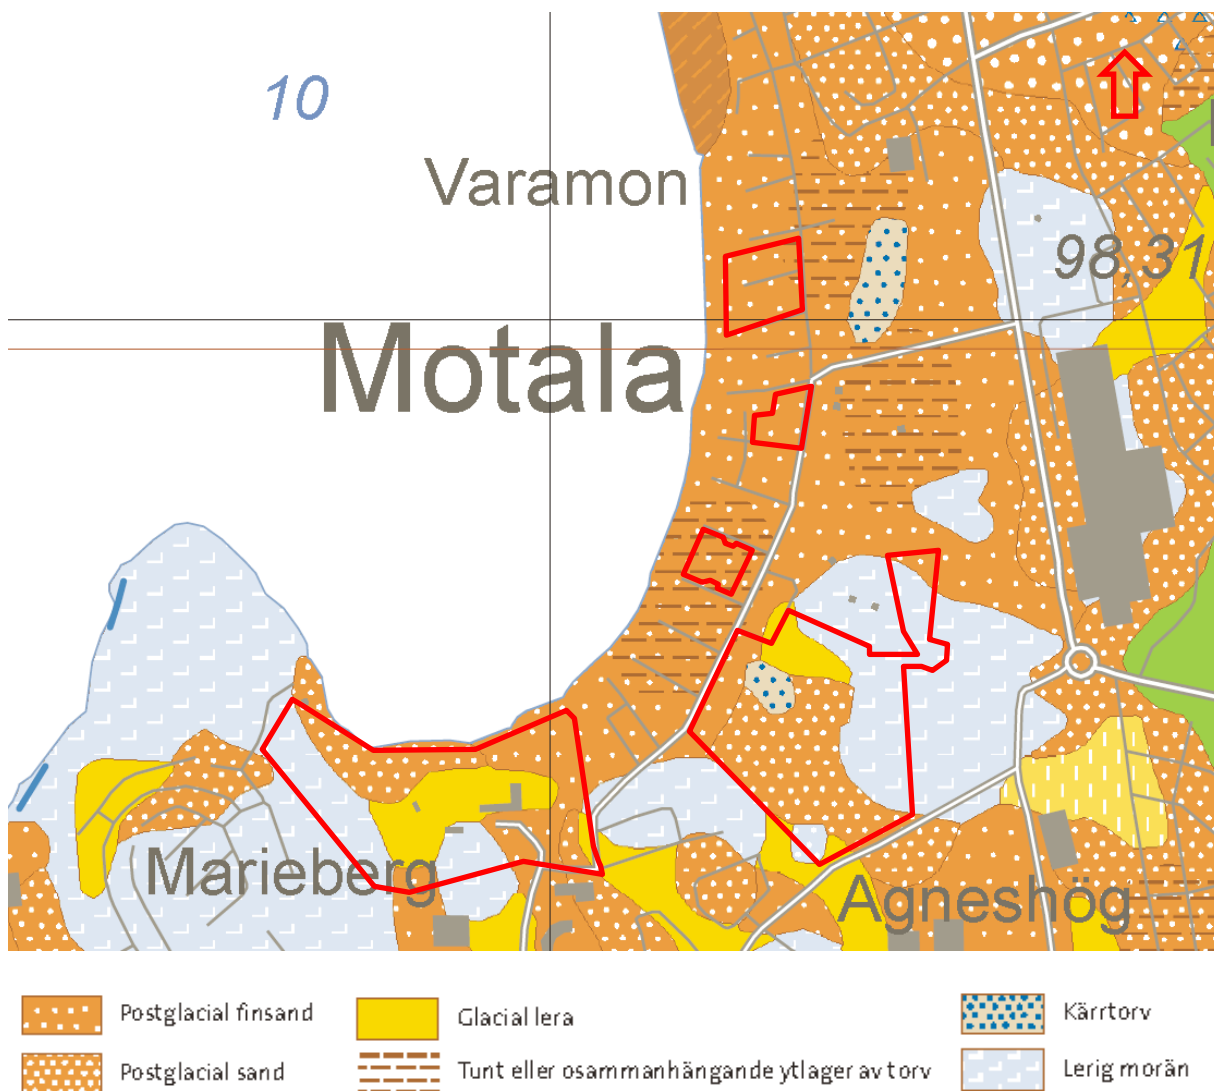 10
Varamon
98,31
Motala
Marieberg
Agneshög
Postglacial finsand
Glacial lera
Kärrtorv
Postglacial sand
Tunt eller osammanhängande ytlager av torv
Lerig morän